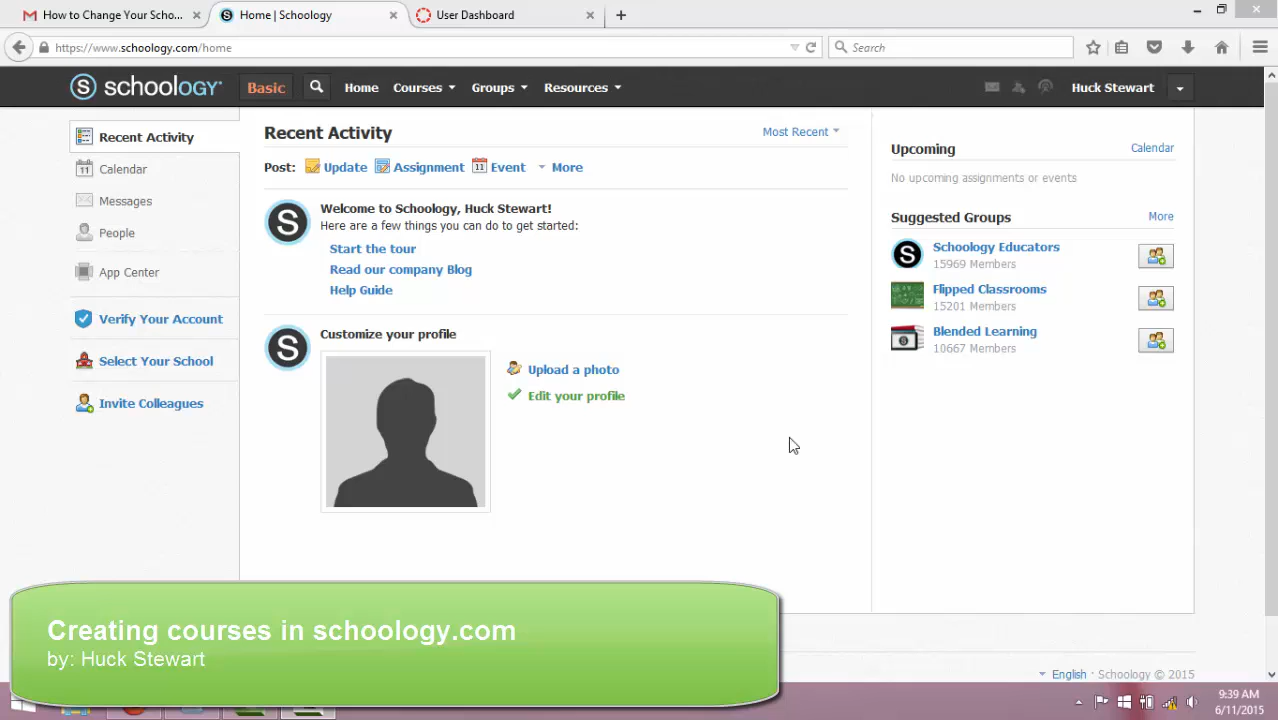 How to Change Your Scho...
Home | Schoology
User Dashboard
https://www.schoology.com/home
Search
S schoology
Basic
Home
Courses
Groups
Resources
Huck Stewart
Recent Activity
11 Calendar
Messages
People
App Center
Verify Your Account
Select Your School
Invite Colleagues
Recent Activity
Most Recent
Post: Update Assignment 11 Event More
S
Welcome to Schoology, Huck Stewart!
Here are a few things you can do to get started:
Start the tour
Read our company Blog
Help Guide
S
Customize your profile
Upload a photo
Edit your profile
Upcoming
Calendar
No upcoming assignments or events
Suggested Groups
More
S
Schoology Educators
15969 Members
Flipped Classrooms
15201 Members
Blended Learning
10667 Members
Creating courses in schoology.com
by: Huck Stewart
English · Schoology © 2015
9:39 AM
6/11/2015